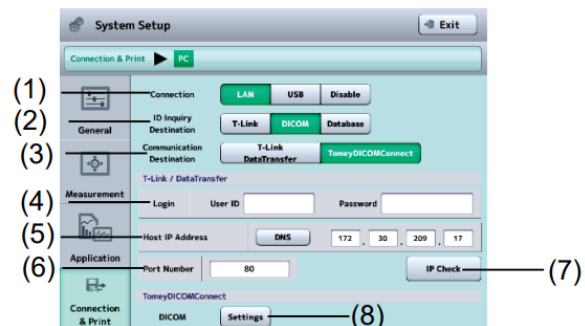 System Setup
Exit
Connection & Print ▶ PC
(1) Connection LAN USB Disable
(2) ID Inquiry Destination T-Link DICOM Database
General
(3) Communication Destination T-Link DataTransfer TomeyDICOMConnect
T-Link / DataTransfer
Measurement
(4) Login User ID Password
(5) Host IP Address DNS 172 . 30 . 209 . 17
Application
(6) Port Number 80 IP Check (7)
TomeyDICOMConnect
Connection & Print
DICOM Settings (8)